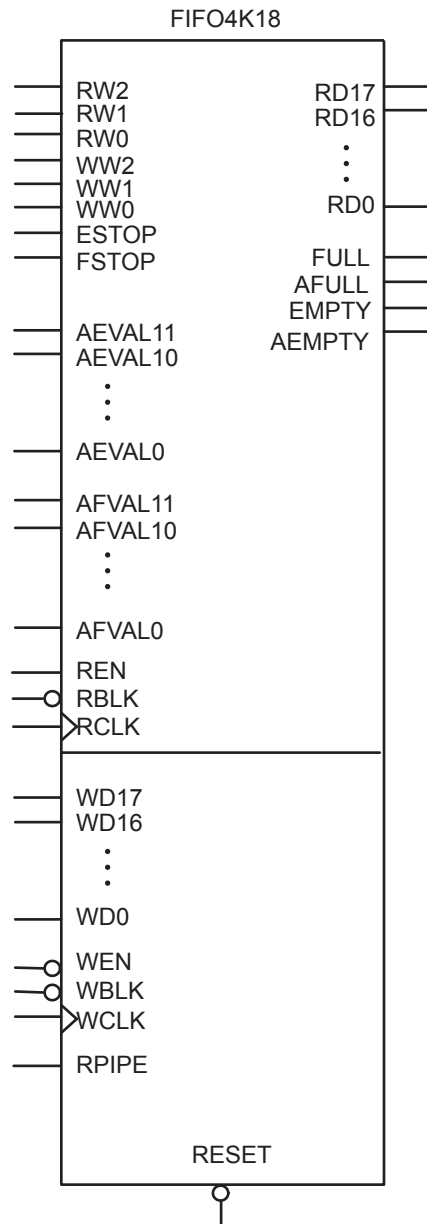 FIFO4K18
RW2
RW1
RW0
WW2
WW1
WW0
ESTOP
FSTOP
AEVAL11
AEVAL10
AEVAL0
AFVAL11
AFVAL10
AFVAL0
REN
RBLK
RCLK
WD17
WD16
WD0
WEN
WBLK
WCLK
RPIPE
RD17
RD16
RD0
FULL
AFULL
EMPTY
AEMPTY
RESET